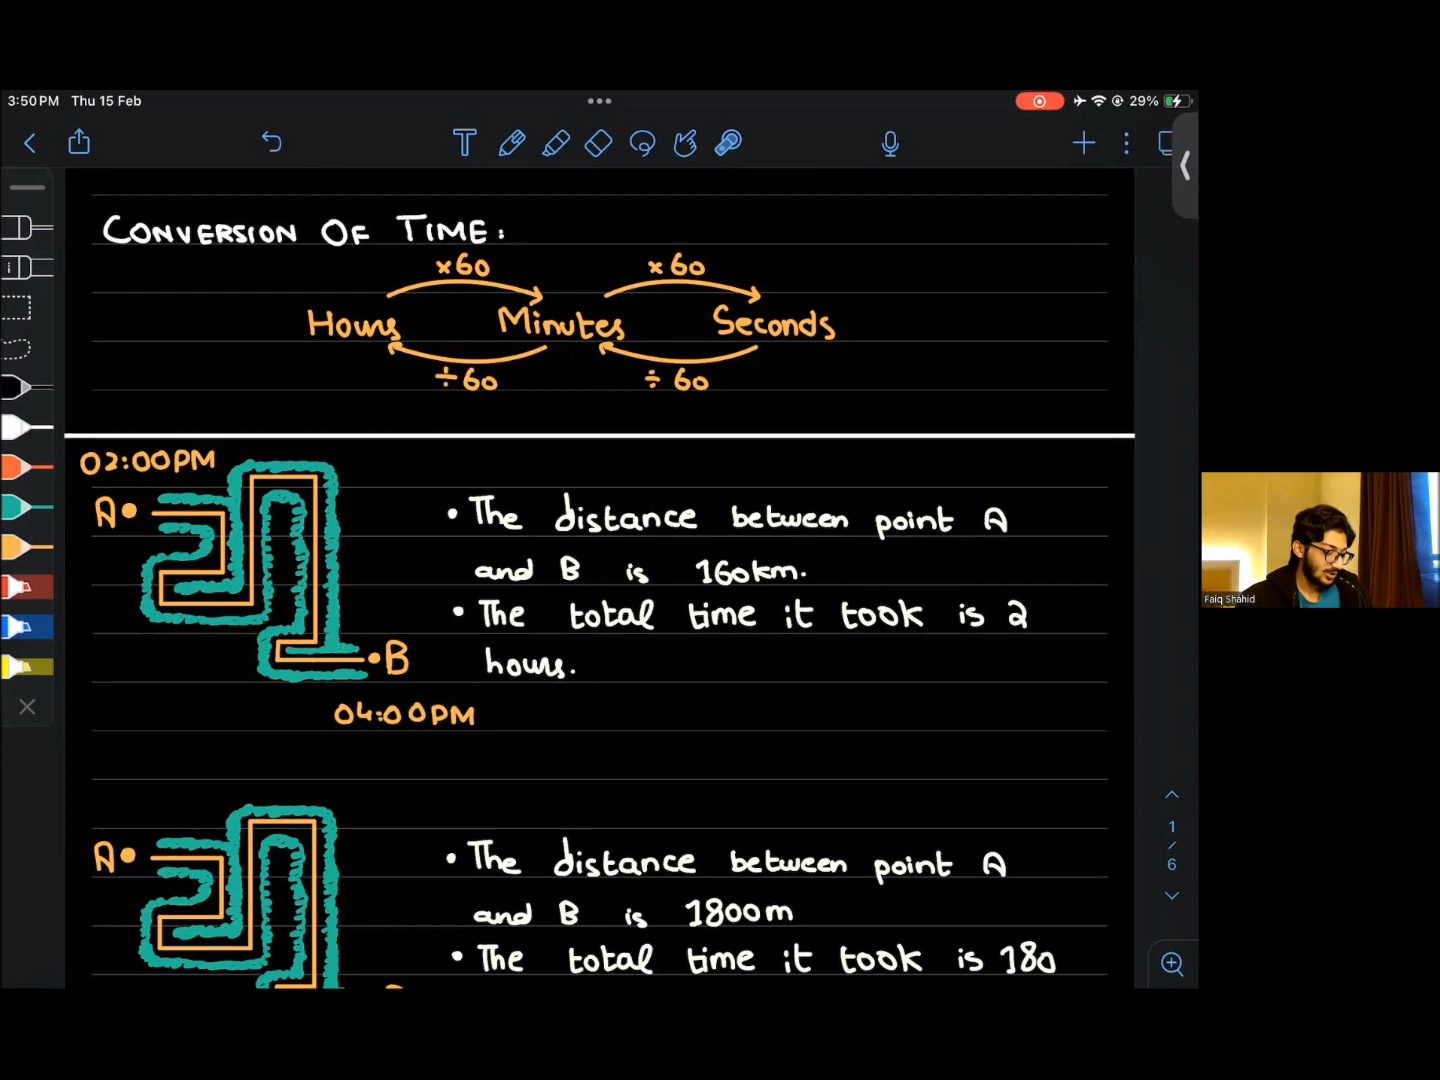 3:50 PM Thu 15 Feb
29%
T
CONVERSION OF TIME:
×60 ×60
Hours Minutes Seconds
÷60 ÷ 60
02:00PM
A
• The distance between point A
and B is 160km.
• The total time it took is 2
hours.
B
04:00PM
A
• The distance between point A
and B is 1800m
• The total time it took is 180
1
/
6
Faiq Shahid